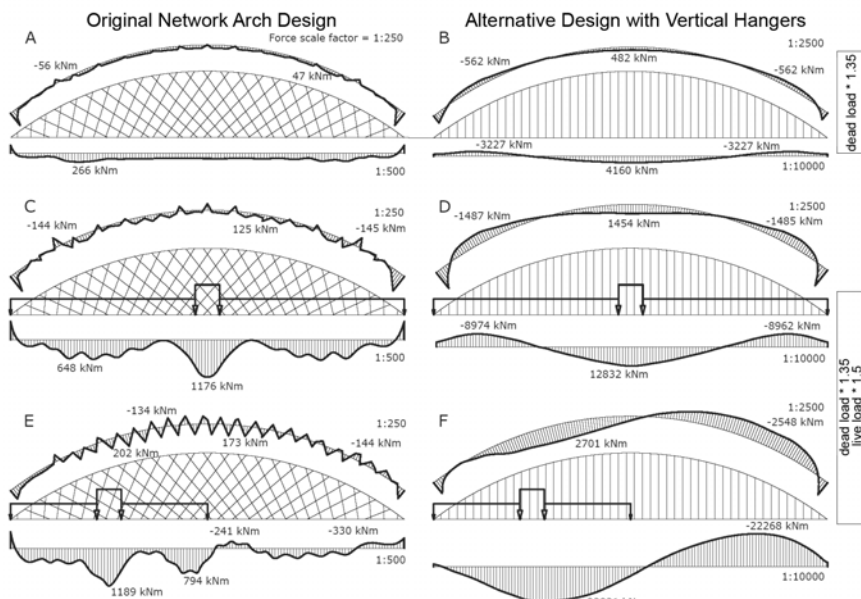 Original Network Arch Design
Alternative Design with Vertical Hangers
A
Force scale factor = 1:250
-56 kNm
47 kNm
266 kNm
1:500
B
1:2500
-562 kNm
482 kNm
-562 kNm
-3227 kNm
-3227 kNm
4160 kNm
1:10000
dead load * 1.35
C
1:250
-144 kNm
125 kNm
-145 kNm
648 kNm
1176 kNm
1:500
D
1:2500
-1487 kNm
1454 kNm
-1485 kNm
-8974 kNm
-8962 kNm
12832 kNm
1:10000
E
-134 kNm
1:250
202 kNm
173 kNm
-144 kNm
-241 kNm
-330 kNm
1:500
1189 kNm
794 kNm
F
1:2500
-2548 kNm
2701 kNm
-22268 kNm
1:10000
dead load * 1.35
live load * 1.5